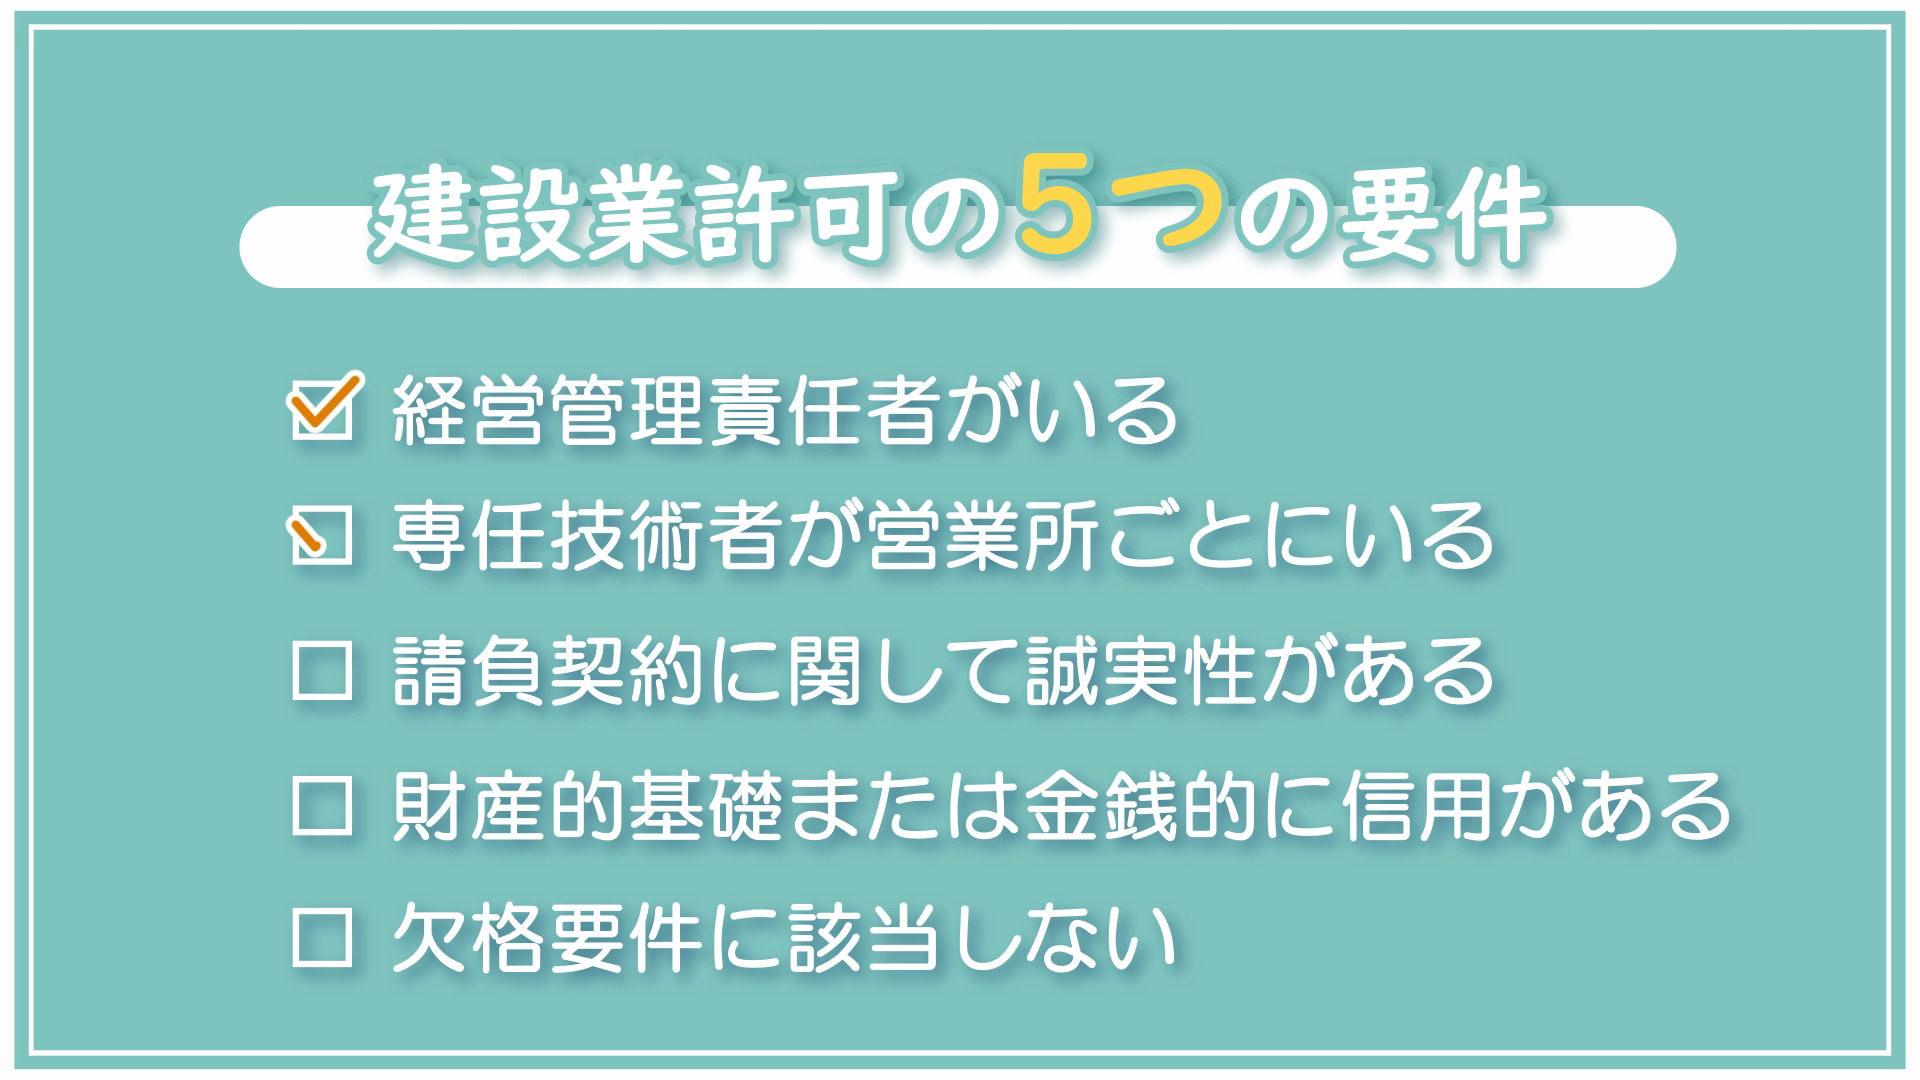 建設業許可の5つの要件
経営管理責任者がいる
専任技術者が営業所ごとにいる
請負契約に関して誠実性がある
財産的基礎または金銭的に信用がある
欠格要件に該当しない